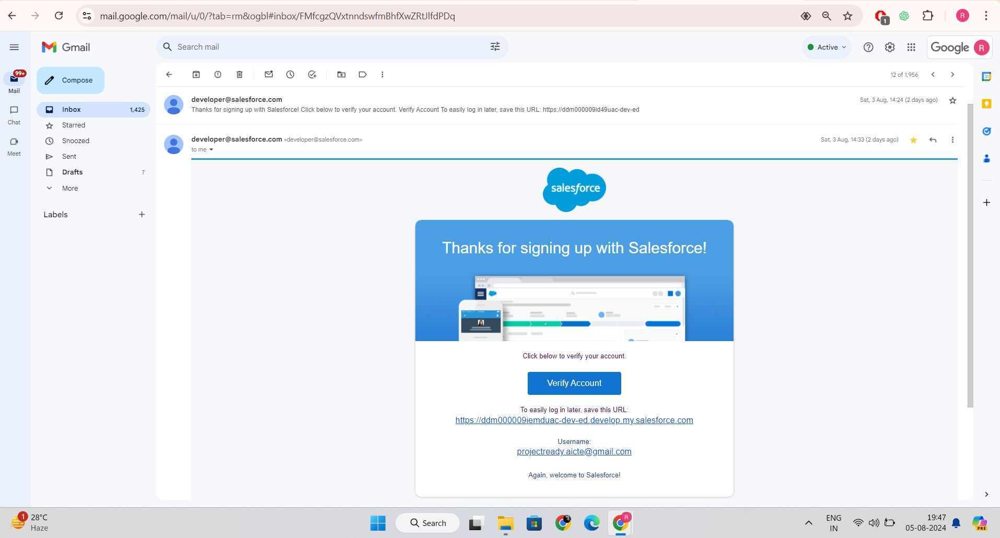 mail.google.com/mail/u/0/?tab=rm&ogbl#inbox/FMfcgzQVxtnndswfmBhfXwZRtJlfdPDq
1
R
Gmail
Search mail
Active
Google
R
99+
Mail
Chat
Meet
Compose
Inbox 1,425
Starred
Snoozed
Sent
Drafts 7
More
Labels
12 of 1,956
developer@salesforce.com
Sat, 3 Aug, 14:24 (2 days ago)
Thanks for signing up with Salesforce! Click below to verify your account. Verify Account To easily log in later, save this URL: https://ddm000009id49uac-dev-ed
developer@salesforce.com <developer@salesforce.com>
Sat, 3 Aug, 14:33 (2 days ago)
to me
31
salesforce
Thanks for signing up with Salesforce!
Click below to verify your account.
Verify Account
To easily log in later, save this URL:
https://ddm000009iemduac-dev-ed.develop.my.salesforce.com
Username:
projectready.aicte@gmail.com
Again, welcome to Salesforce!
1
28°C
Haze
Search
R
ENG
IN
19:47
05-08-2024
PRE